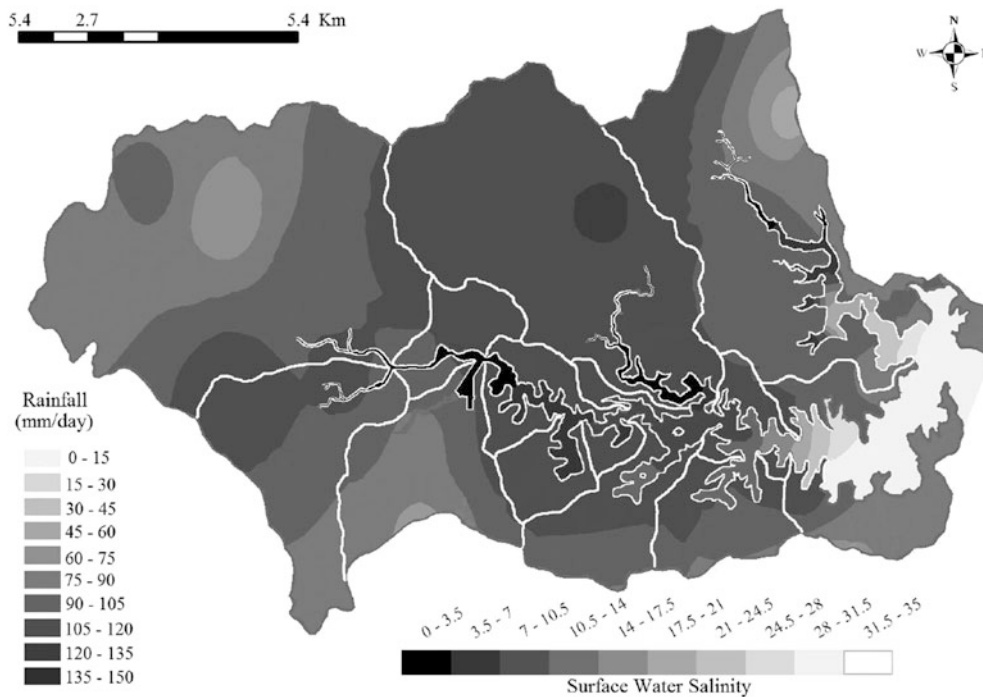 5.4 2.7 5.4 Km
N
W
S
Rainfall
(mm/day)
0 - 15
15 - 30
30 - 45
45 - 60
60 - 75
75 - 90
90 - 105
105 - 120
120 - 135
135 - 150
0 - 3.5
3.5 - 7
7 - 10.5
10.5 - 14
14 - 17.5
17.5 - 21
21 - 24.5
24.5 - 28
28 - 31.5
31.5 - 35
Surface Water Salinity